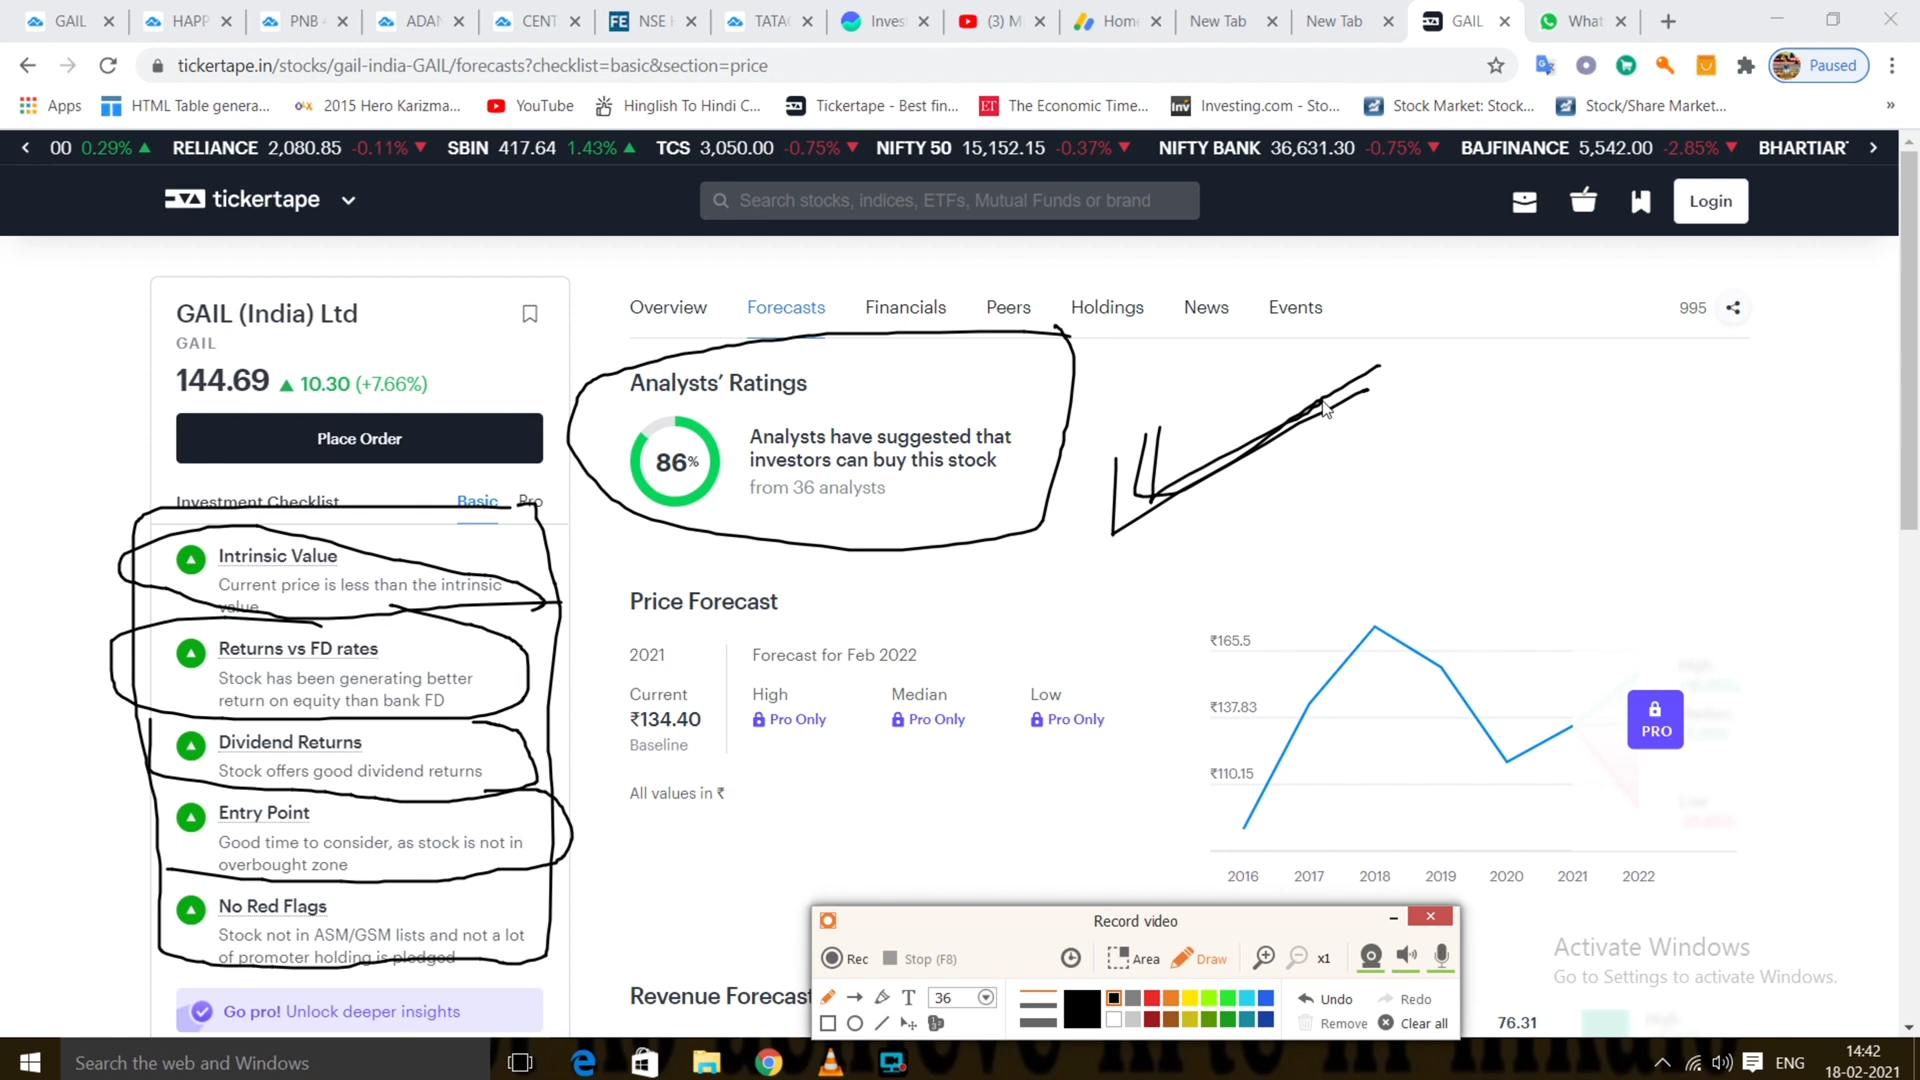 GAIL
HAPP
PNB
ADAN
CENT
FE
NSE
TATAC
Inves
(3) M
Home
New Tab
New Tab
GAIL
What
tickertape.in/stocks/gail-india-GAIL/forecasts?checklist=basic&section=price
Paused
Apps
HTML Table genera...
olx
2015 Hero Karizma...
YouTube
Hinglish To Hindi C...
Tickertape - Best fin...
ET
The Economic Time...
Inv
Investing.com - Sto...
Stock Market: Stock...
Stock/Share Market...
»
00 0.29% RELIANCE 2,080.85 -0.11% SBIN 417.64 1.43% TCS 3,050.00 -0.75% NIFTY 50 15,152.15 -0.37% NIFTY BANK 36,631.30 -0.75% BAJFINANCE 5,542.00 -2.85% BHARTIAR
tickertape
Search stocks, indices, ETFs, Mutual Funds or brand
Login
GAIL (India) Ltd
GAIL
144.69 ▲ 10.30 (+7.66%)
Place Order
Investment Checklist Basic Pro
Intrinsic Value
Current price is less than the intrinsic
value
Returns vs FD rates
Stock has been generating better
return on equity than bank FD
Dividend Returns
Stock offers good dividend returns
Entry Point
Good time to consider, as stock is not in
overbought zone
No Red Flags
Stock not in ASM/GSM lists and not a lot
of promoter holding is pledged
Go pro! Unlock deeper insights
Overview Forecasts Financials Peers Holdings News Events
995
Analysts' Ratings
86%
Analysts have suggested that
investors can buy this stock
from 36 analysts
Price Forecast
2021
Forecast for Feb 2022
Current High Median Low
₹134.40 Pro Only Pro Only Pro Only
Baseline
All values in ₹
₹165.5
₹137.83
₹110.15
PRO
High
Low
2016 2017 2018 2019 2020 2021 2022
Revenue Forecast
76.31
Record video
Rec
Stop (F8)
Area
Draw
x1
T
36
Undo
Redo
Remove
Clear all
Activate Windows
Go to Settings to activate Windows.
Search the web and Windows
ENG
14:42
18-02-2021